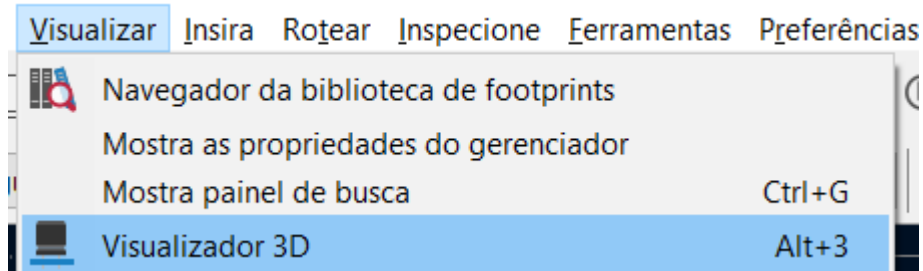 Visualizar Insira Rotear Inspecione Ferramentas Preferências
Navegador da biblioteca de footprints
Mostra as propriedades do gerenciador
Mostra painel de busca Ctrl+G
Visualizador 3D Alt+3